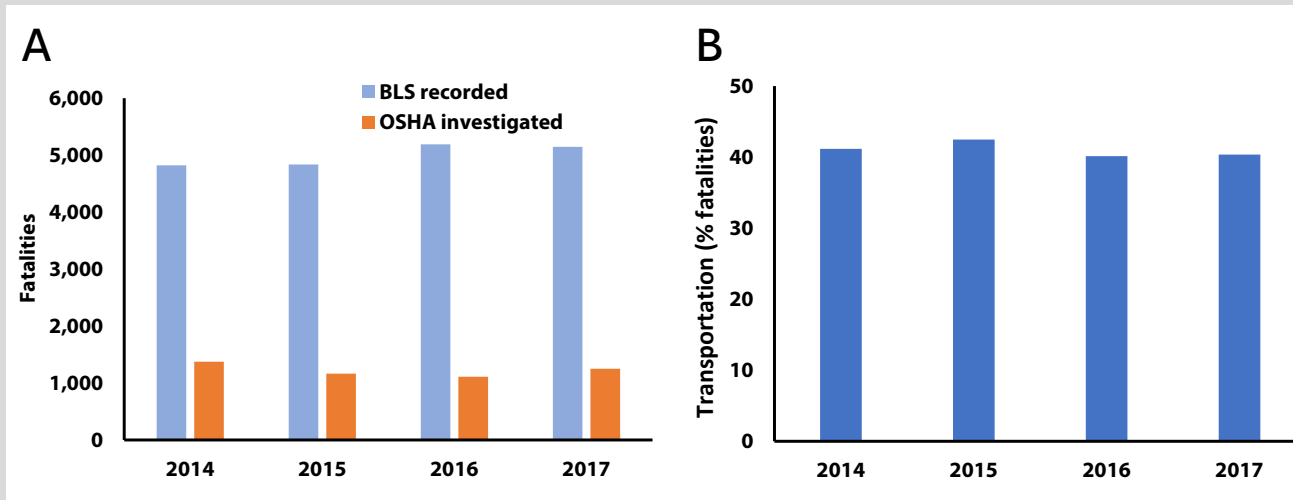 A
BLS recorded
OSHA investigated
Fatalities
6,000
5,000
4,000
3,000
2,000
1,000
0
2014 2015 2016 2017
B
Transportation (% fatalities)
50
40
30
20
10
0
2014 2015 2016 2017